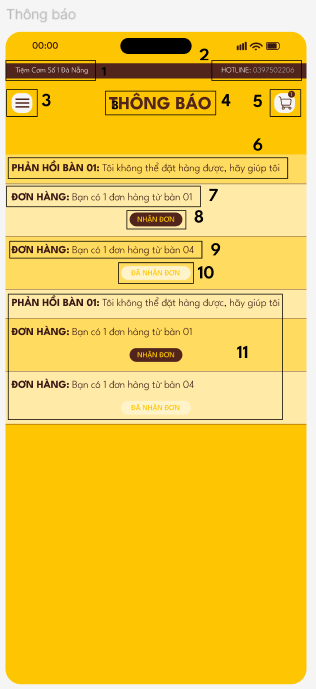 Thông báo
00:00
2
Tiệm Cơm Số 1 Đà Nẵng
1
HOTLINE: 0397502206
3
THÔNG BÁO
4
5
1
6
PHẢN HỒI BÀN 01: Tôi không thể đặt hàng được, hãy giúp tôi
ĐƠN HÀNG: Bạn có 1 đơn hàng từ bàn 01
7
NHẬN ĐƠN
8
ĐƠN HÀNG: Bạn có 1 đơn hàng từ bàn 04
9
ĐÃ NHẬN ĐƠN
10
PHẢN HỒI BÀN 01: Tôi không thể đặt hàng được, hãy giúp tôi
ĐƠN HÀNG: Bạn có 1 đơn hàng từ bàn 01
NHẬN ĐƠN
11
ĐƠN HÀNG: Bạn có 1 đơn hàng từ bàn 04
ĐÃ NHẬN ĐƠN